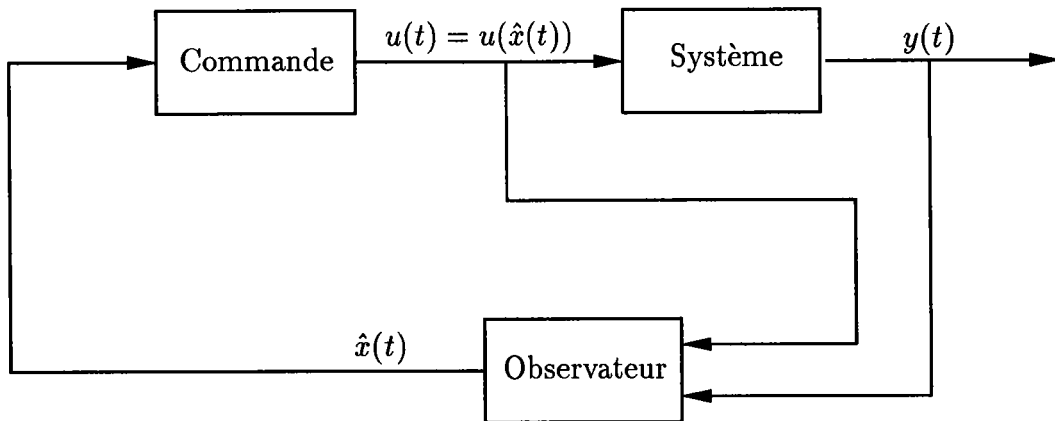 Commande
u(t) = u(x̂(t))
Système
y(t)
x̂(t)
Observateur